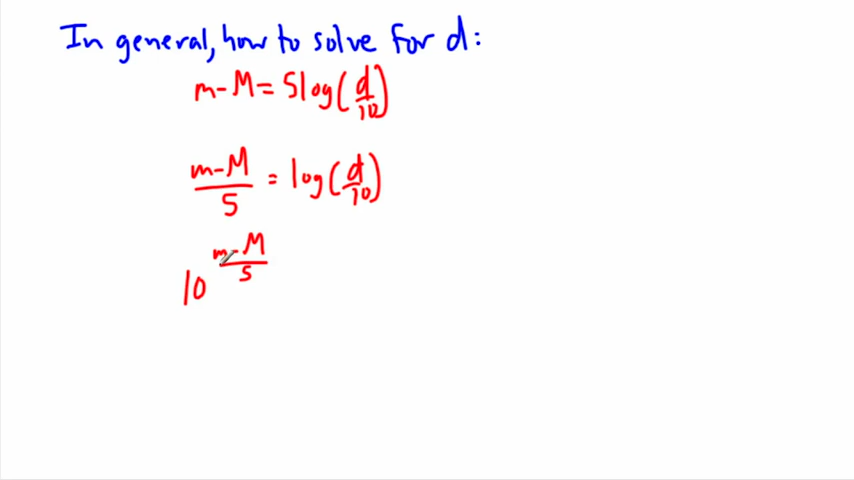 In general, how to solve for d:
m-M = 5log(d/10)
m-M/5 = log(d/10)
10^(m-M/5)